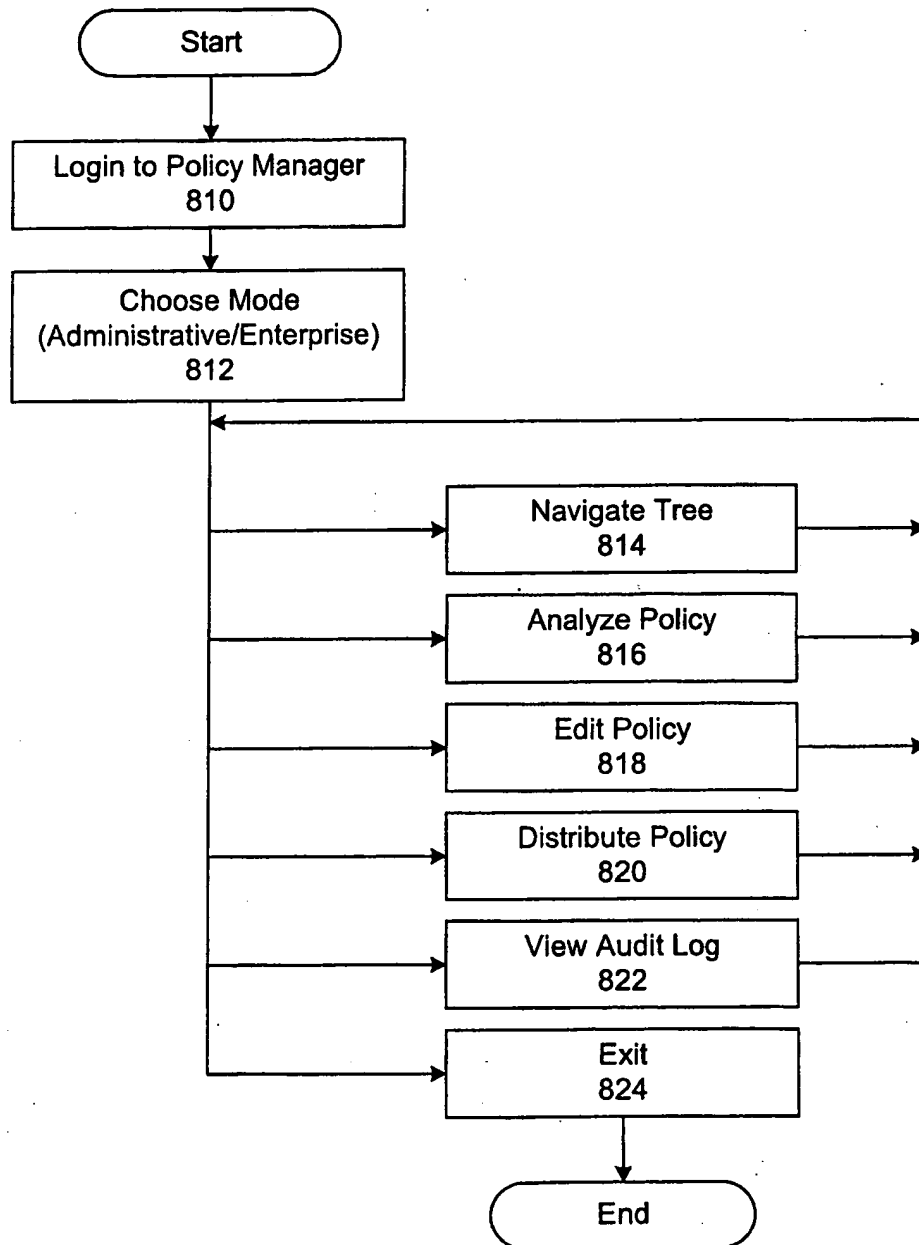 Start
Login to Policy Manager
810
Choose Mode
(Administrative/Enterprise)
812
Navigate Tree
814
Analyze Policy
816
Edit Policy
818
Distribute Policy
820
View Audit Log
822
Exit
824
End